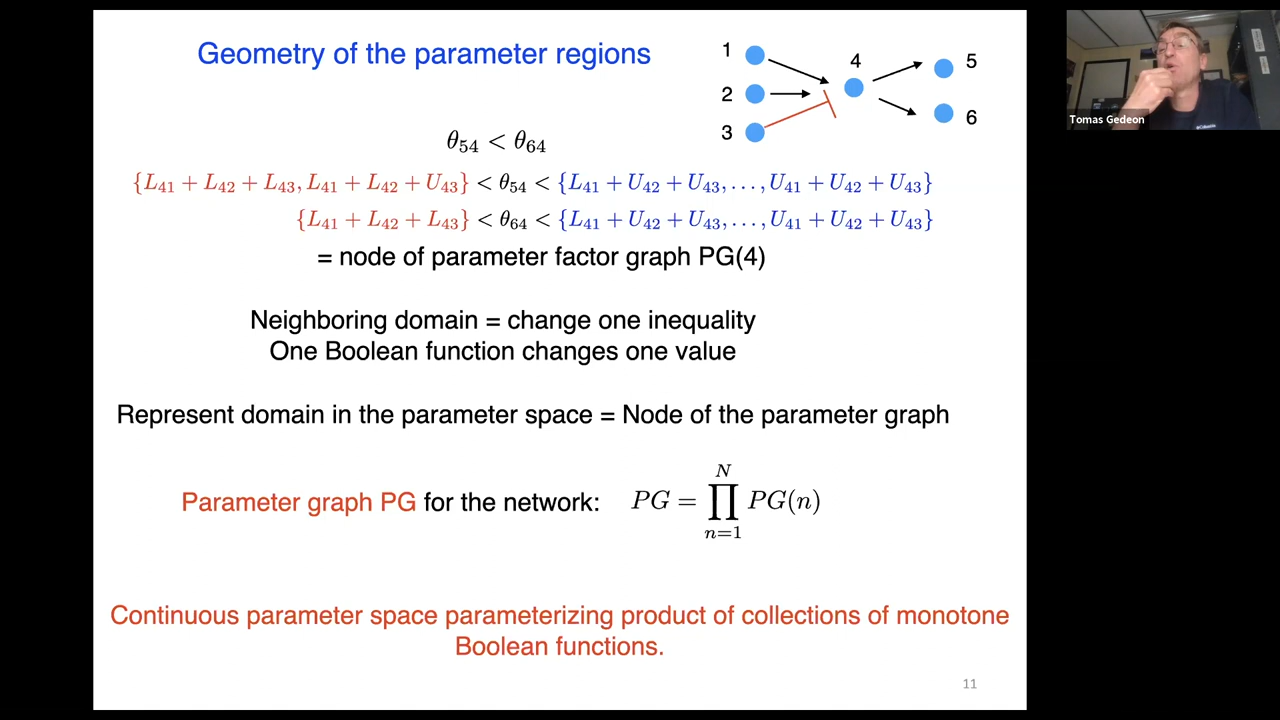 Geometry of the parameter regions
1
2
3
4
5
6
θ₅₄ < θ₆₄
{L₄₁ + L₄₂ + L₄₃, L₄₁ + L₄₂ + U₄₃} < θ₅₄ < {L₄₁ + U₄₂ + U₄₃, . . . , U₄₁ + U₄₂ + U₄₃}
{L₄₁ + L₄₂ + L₄₃} < θ₆₄ < {L₄₁ + U₄₂ + U₄₃, . . . , U₄₁ + U₄₂ + U₄₃}
= node of parameter factor graph PG(4)
Neighboring domain = change one inequality
One Boolean function changes one value
Represent domain in the parameter space = Node of the parameter graph
Parameter graph PG for the network: PG = ∏_{n=1}^{N} PG(n)
Continuous parameter space parameterizing product of collections of monotone
Boolean functions.
11
Tomas Gedeon